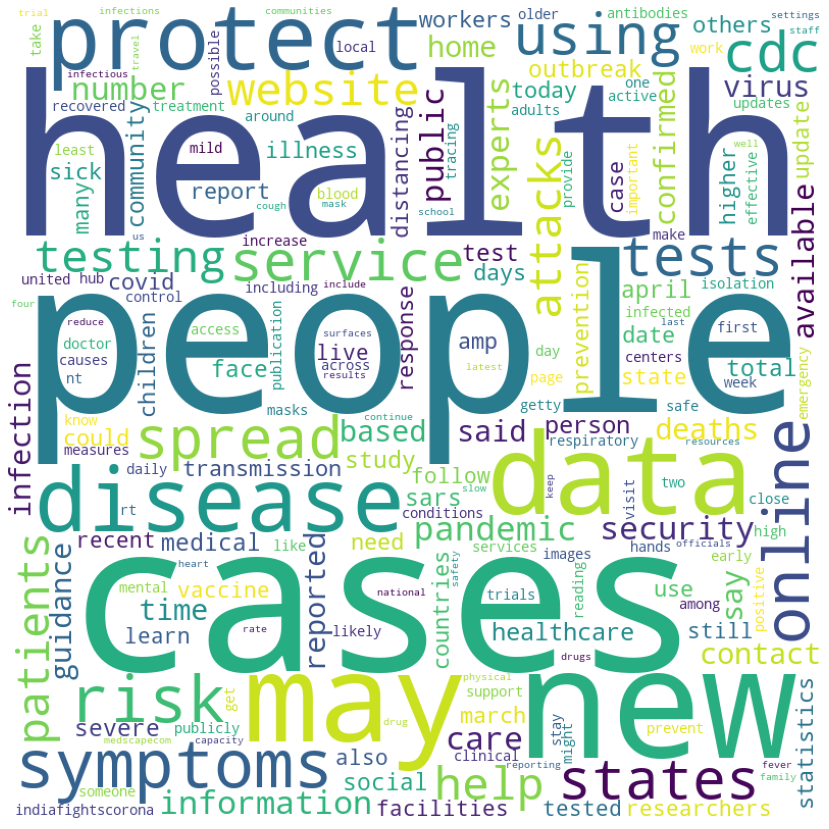 trial
infections
communities
protect
workers
older
antibodies
settings
take
travel
possible
local
using
others
work
staff
number
home
cdc
infectious
website
outbreak
recovered
treatment
today
one
virus
updates
health
community
around
public
experts
adults
active
confirmed
update
least
mild
illness
distancing
tracing
attacks
case
important
higher
well
effective
sick
many
report
blood
cough
mask
school
provide
us
increase
make
available
testing
service
test
tests
united
hub
covid
including
include
days
april
isolation
four
control
people
reduce
access
publication
surfaces
response
amp
prevention
infected
last
first
doctor
causes
nt
children
face
live
across
results
latest
day
page
date
centers
state
total
week
emergency
masks
getty
safe
know
could
measures
continue
spread
based
said
person
respiratory
deaths
resources
infection
daily
transmission
study
follow
sars
slow
data
keep
visit
two
close
online
disease
rt
conditions
pandemic
security
high
recent
medical
like
need
services
images
hands
officials
early
patients
guidance
heart
mental
vaccine
reported
national
countries
safety
trials
reading
use
among
say
positive
cases
time
learn
rate
likely
healthcare
drugs
still
contact
risk
get
may
physical
support
new
severe
publicly
drug
march
stay
might
prevent
statistics
medscapecom
capacity
care
clinical
reporting
fever
family
symptoms
also
social
help
states
someone
indiafightscorona
information
facilities
tested
researchers